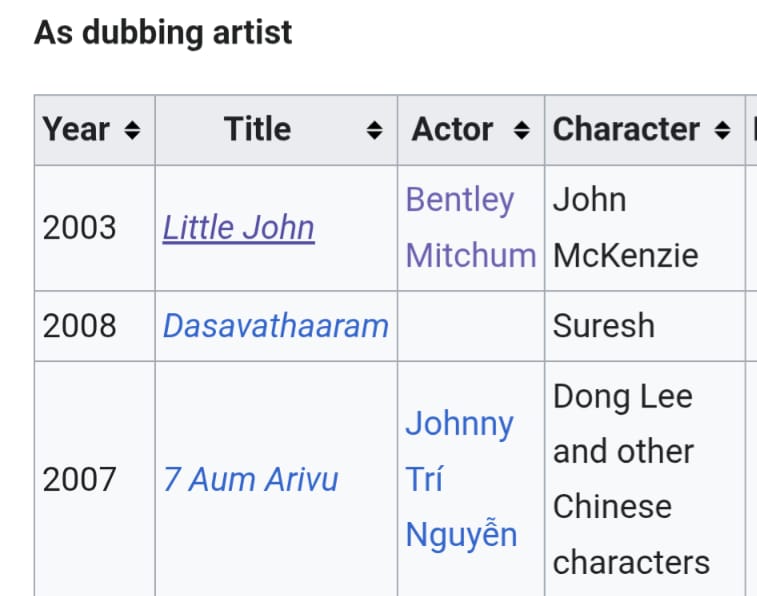 As dubbing artist
Year Title Actor Character
2003 Little John Bentley Mitchum John McKenzie
2008 Dasavathaaram Suresh
2007 7 Aum Arivu Johnny Trí Nguyễn Dong Lee and other Chinese characters